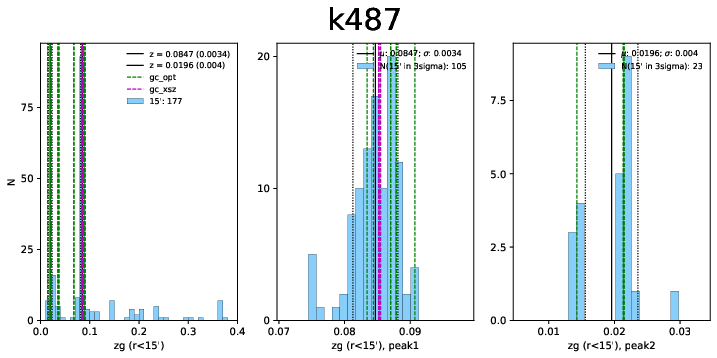 k487
z = 0.0847 (0.0034)
z = 0.0196 (0.004)
gc_opt
gc_xsz
15': 177
N
75
50
25
0
0.0 0.1 0.2 0.3 0.4
zg (r<15')
μ: 0.0847; σ: 0.0034
N(15' in 3sigma): 105
20
10
0
0.07 0.08 0.09
zg (r<15'), peak1
μ: 0.0196; σ: 0.004
N(15' in 3sigma): 23
7.5
5.0
2.5
0.0
0.01 0.02 0.03
zg (r<15'), peak2